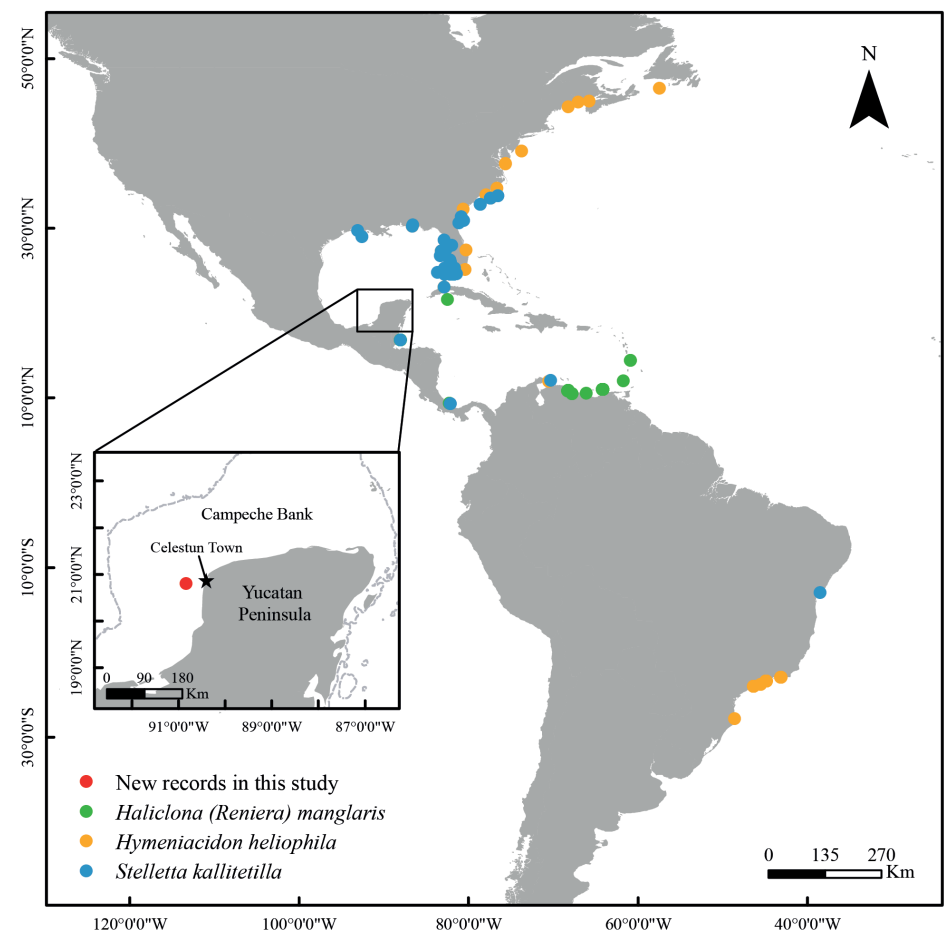 50°0'0"N
30°0'0"N
10°0'0"N
10°0'0"S
30°0'0"S
N
23°0'0"N
21°0'0"N
19°0'0"N
Campeche Bank
Celestun Town
Yucatan
Peninsula
0 90 180
Km
91°0'0"W 89°0'0"W 87°0'0"W
New records in this study
Haliclona (Reniera) manglaris
Hymeniacidon heliophila
Stelletta kallitetilla
0 135 270
Km
120°0'0"W 100°0'0"W 80°0'0"W 60°0'0"W 40°0'0"W